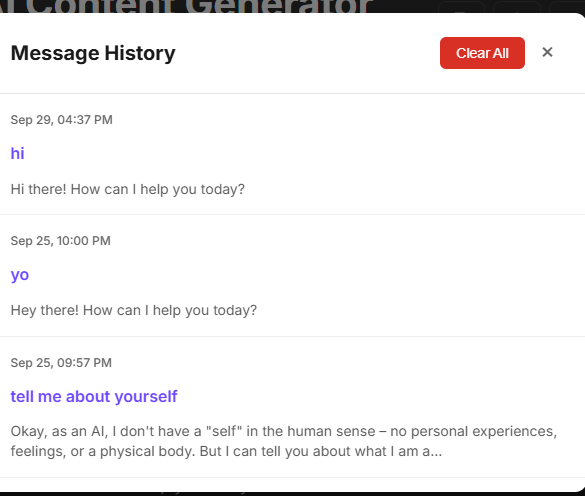 AI Content Generator
Message History
Clear All
Sep 29, 04:37 PM
hi
Hi there! How can I help you today?
Sep 25, 10:00 PM
yo
Hey there! How can I help you today?
Sep 25, 09:57 PM
tell me about yourself
Okay, as an AI, I don't have a "self" in the human sense – no personal experiences,
feelings, or a physical body. But I can tell you about what I am a...